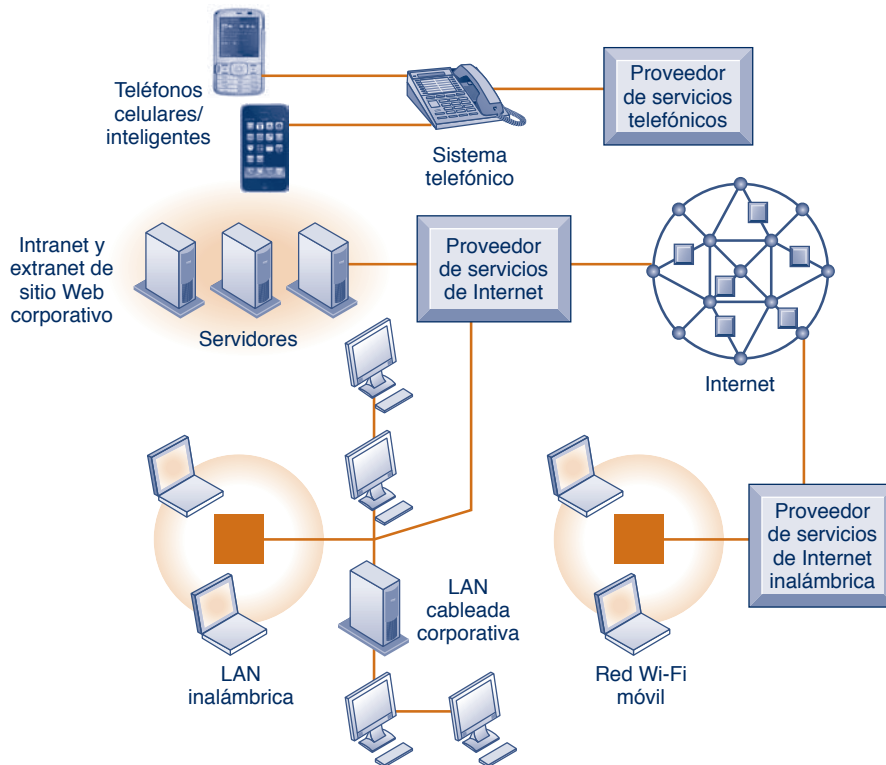 Teléfonos
celulares/
inteligentes
Sistema
telefónico
Proveedor
de servicios
telefónicos
Intranet y
extranet de
sitio Web
corporativo
Servidores
Proveedor
de servicios
de Internet
Internet
LAN
inalámbrica
LAN
cableada
corporativa
Red Wi-Fi
móvil
Proveedor
de servicios
de Internet
inalámbrica